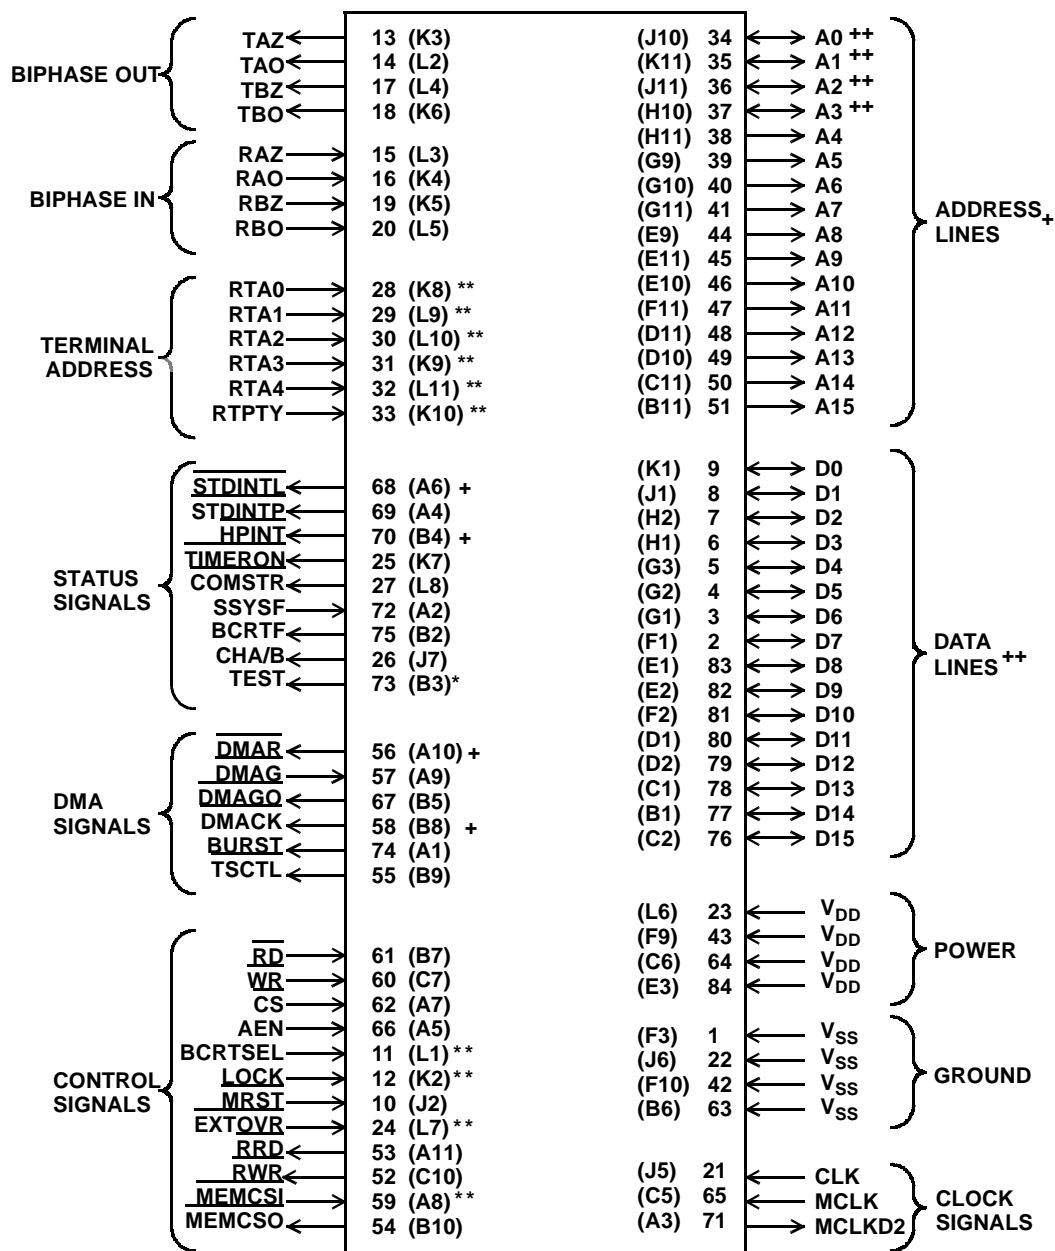 BIPHASE OUT
TAZ 13 (K3)
TAO 14 (L2)
TBZ 17 (L4)
TBO 18 (K6)
BIPHASE IN
RAZ 15 (L3)
RAO 16 (K4)
RBZ 19 (K5)
RBO 20 (L5)
TERMINAL
ADDRESS
RTA0 28 (K8) **
RTA1 29 (L9) **
RTA2 30 (L10) **
RTA3 31 (K9) **
RTA4 32 (L11) **
RTPTY 33 (K10) **
STATUS
SIGNALS
STDINTL 68 (A6) +
STDINTP 69 (A4)
HPINT 70 (B4) +
TIMERON 25 (K7)
COMSTR 27 (L8)
SSYSF 72 (A2)
BCRTF 75 (B2)
CHA/B 26 (J7)
TEST 73 (B3)*
DMA
SIGNALS
DMAR 56 (A10) +
DMAG 57 (A9)
DMAGO 67 (B5)
DMACK 58 (B8) +
BURST 74 (A1)
TSCTL 55 (B9)
CONTROL
SIGNALS
RD 61 (B7)
WR 60 (C7)
CS 62 (A7)
AEN 66 (A5)
BCRTSEL 11 (L1) **
LOCK 12 (K2) **
MRST 10 (J2)
EXTOVR 24 (L7) **
RRD 53 (A11)
RWR 52 (C10)
MEMCSI 59 (A8) **
MEMCSO 54 (B10)
(J10) 34 A0 ++
(K11) 35 A1 ++
(J11) 36 A2 ++
(H10) 37 A3 ++
(H11) 38 A4
(G9) 39 A5
(G10) 40 A6
(G11) 41 A7
(E9) 44 A8
(E11) 45 A9
(E10) 46 A10
(F11) 47 A11
(D11) 48 A12
(D10) 49 A13
(C11) 50 A14
(B11) 51 A15
ADDRESS +
LINES
(K1) 9 D0
(J1) 8 D1
(H2) 7 D2
(H1) 6 D3
(G3) 5 D4
(G2) 4 D5
(G1) 3 D6
(F1) 2 D7
(E1) 83 D8
(E2) 82 D9
(F2) 81 D10
(D1) 80 D11
(D2) 79 D12
(C1) 78 D13
(B1) 77 D14
(C2) 76 D15
DATA
LINES ++
(L6) 23 VDD
(F9) 43 VDD
(C6) 64 VDD
(E3) 84 VDD
POWER
(F3) 1 VSS
(J6) 22 VSS
(F10) 42 VSS
(B6) 63 VSS
GROUND
(J5) 21 CLK
(C5) 65 MCLK
(A3) 71 MCLKD2
CLOCK
SIGNALS